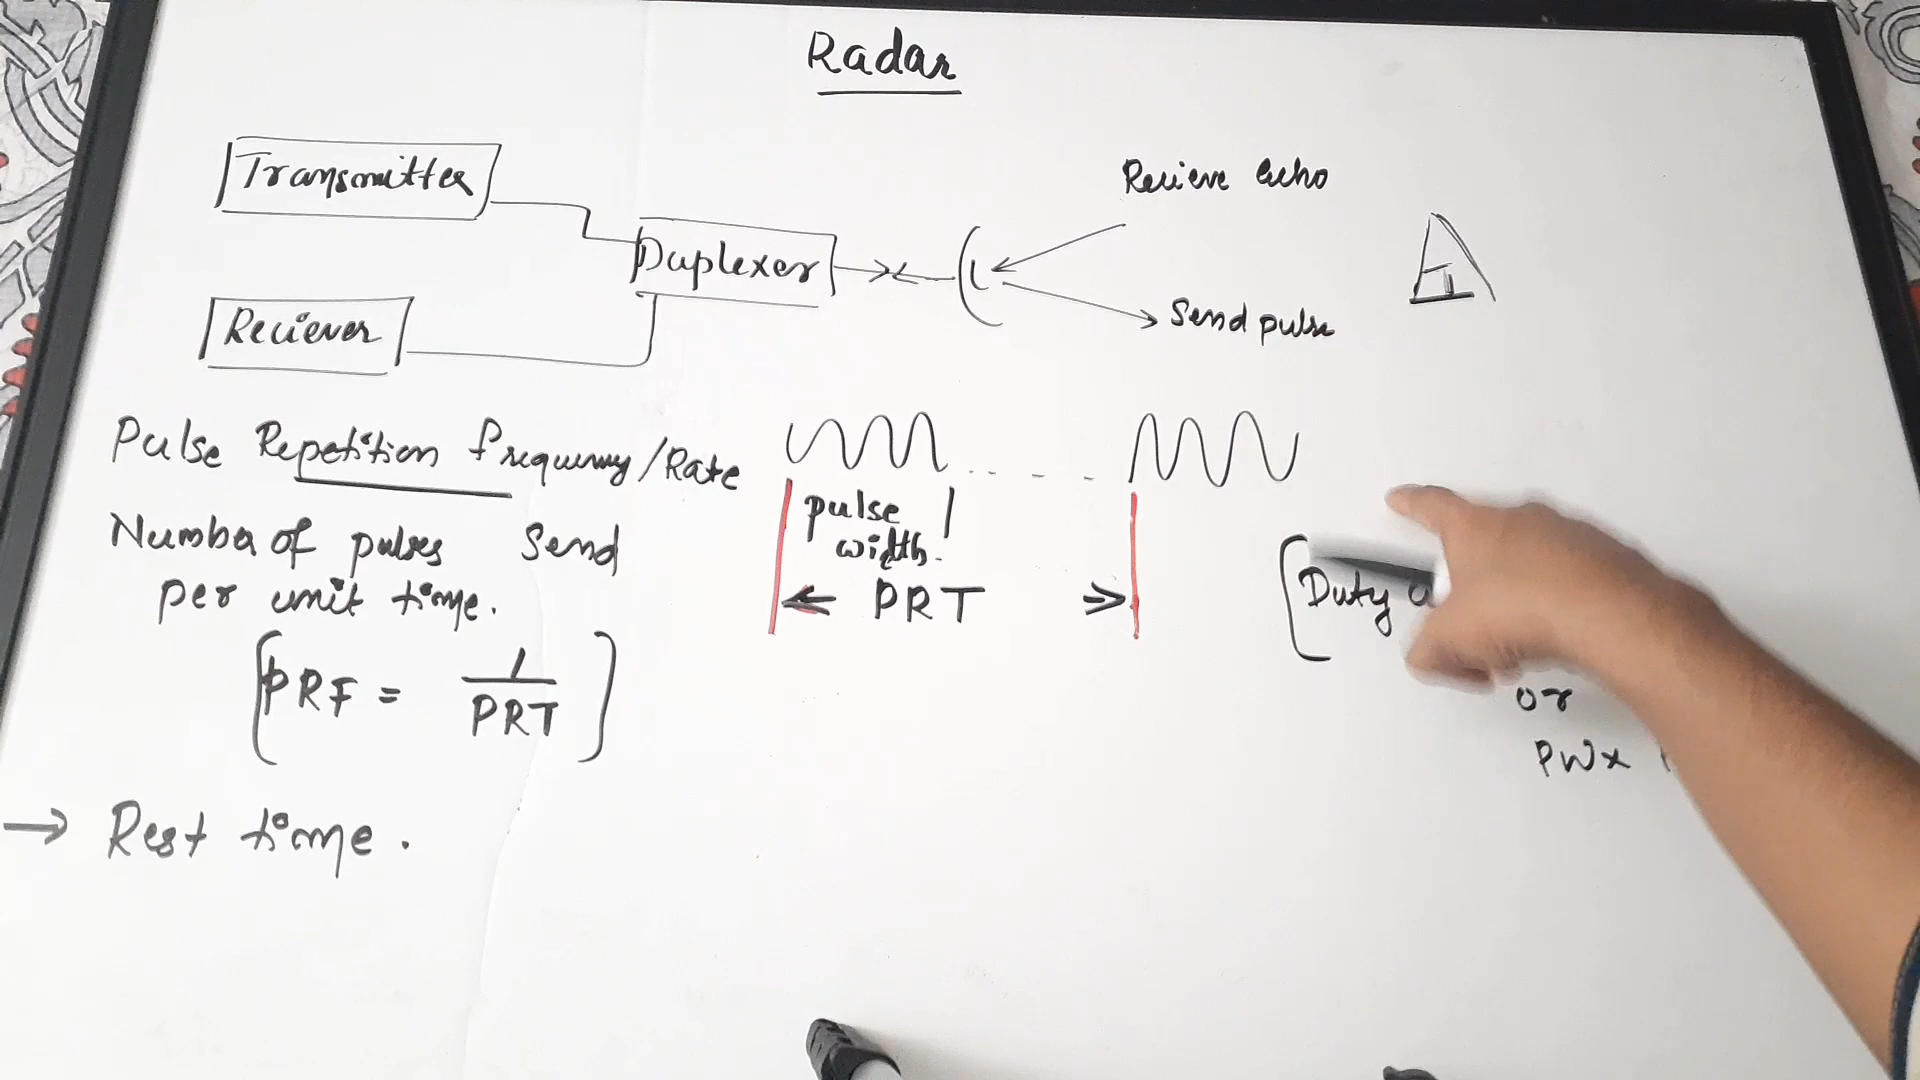 Radar
Transmitter
Recieve echo
Duplexer
Reciever
Send pulse
Pulse Repetition frequency/Rate
pulse
width.
Number of pulses Send
per unit time.
PRT
Duty
PRF = 1
PRT
or
PWx
→ Rest time.